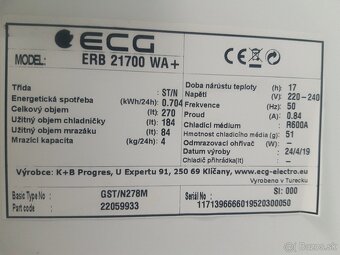 ECG
MODEL: ERB 21700 WA+
CE
Třída ST/N
Energetická spotřeba (kWh/24h) 0.704
Celkový objem (lt) 270
Užitný objem chladničky (lt) 184
Užitný objem mrazáku (lt) 84
Mrazící kapacita (kg/24h) 4
Doba nárůstu teploty (h) 17
Napětí (V) 220-240
Frekvence (Hz) 50
Proud (A) 0.84
Chladící médium R600A
Hmotnost chladícího média (g) 51
Odmrazovací ohřívač (W) -
Datum výroby 24/4/19
Chladič přihrádka(lt) -
Výrobce: K+B Progres, U Expertu 91, 250 69 Klíčany, www.ecg-electro.eu
Vyrobeno v Turecku
Basic Type No GST/N278M
Part code 22059933
Seriál No
SI: 000
1171396666019520300050